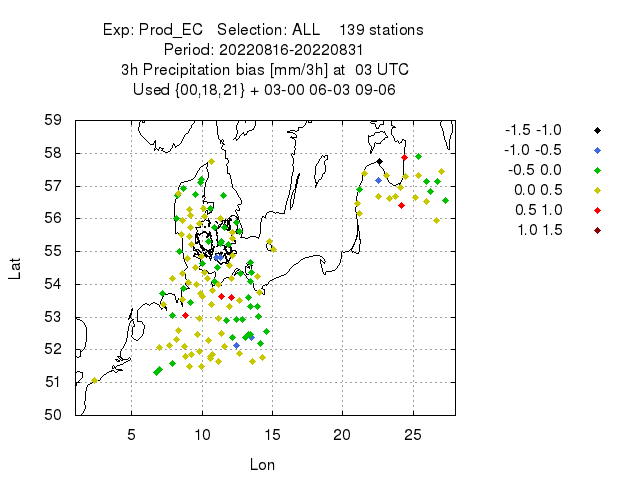 Exp: Prod_EC   Selection: ALL    139 stations
Period: 20220816-20220831
3h Precipitation bias [mm/3h] at  03 UTC
Used {00,18,21} + 03-00 06-03 09-06
59
58
57
56
55
54
53
52
51
50
Lat
5 10 15 20 25
Lon
-1.5 -1.0
-1.0 -0.5
-0.5 0.0
0.0 0.5
0.5 1.0
1.0 1.5